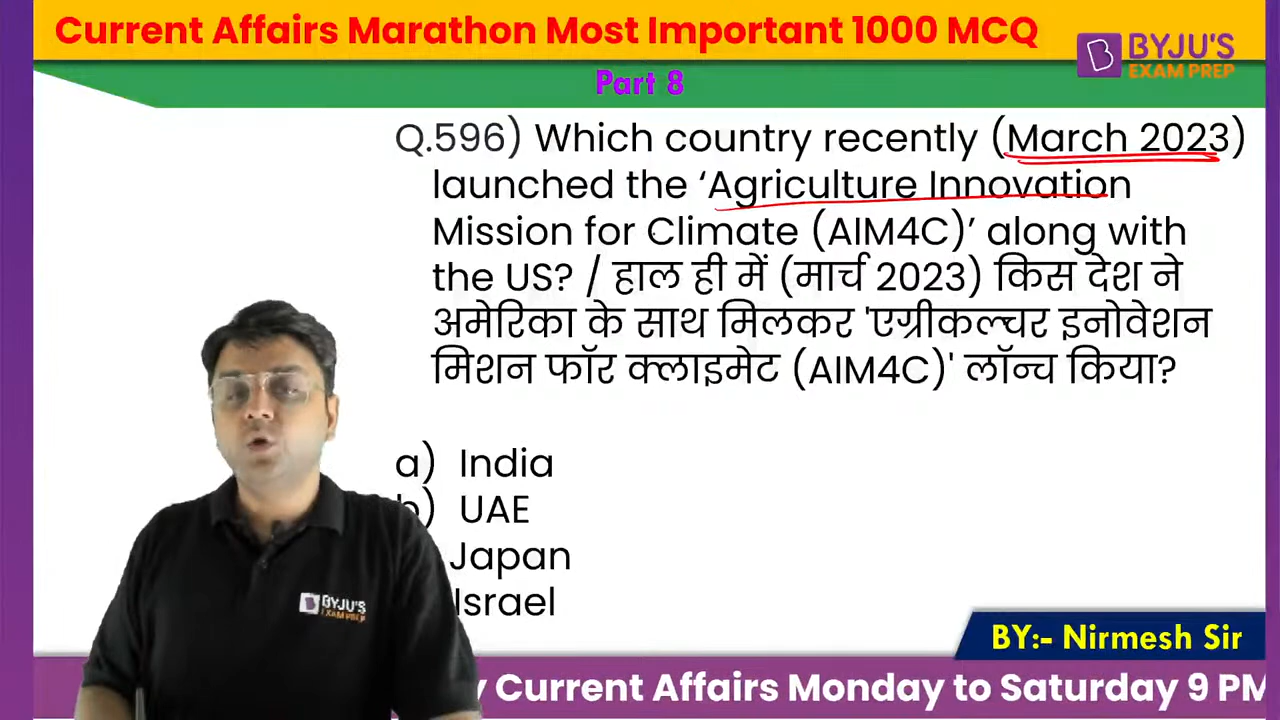 Current Affairs Marathon Most Important 1000 MCQ
BYJU'S
EXAM PREP
Part 8
Q.596) Which country recently (March 2023)
launched the ‘Agriculture Innovation
Mission for Climate (AIM4C)’ along with
the US? / हाल ही में (मार्च 2023) किस देश ने
अमेरिका के साथ मिलकर 'एग्रीकल्चर इनोवेशन
मिशन फॉर क्लाइमेट (AIM4C)' लॉन्च किया?
a) India
b) UAE
Japan
Israel
BYJU'S
EXAM PREP
BY:- Nirmesh Sir
y Current Affairs Monday to Saturday 9 PM